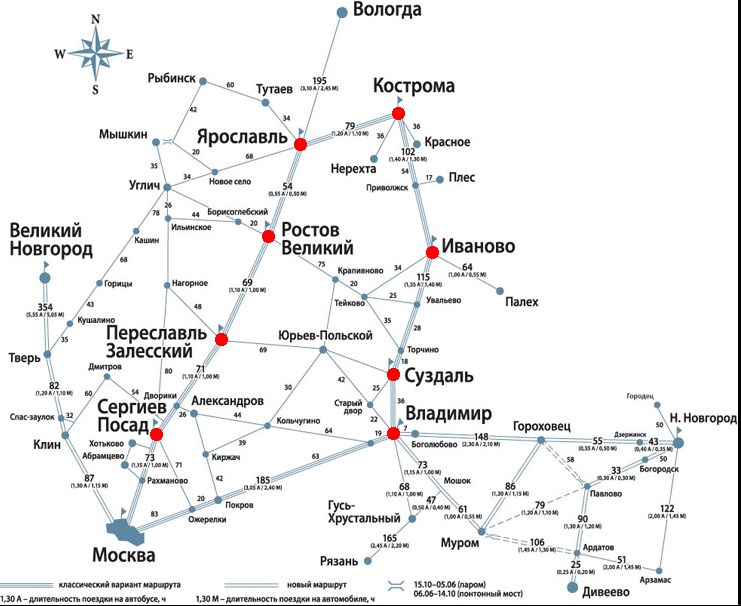 Вологда
N
W E
S
Рыбинск
60
Тутаев
195
(3,10 А / 2,45 М)
Кострома
42
34
79
(1,20 А / 1,10 М)
36
36
Мышкин
Ярославль
Красное
102
(1,40 А / 1,30 М)
20
68
Нерехта
35
34
Новое село
54
17
Плес
Приволжск
Углич
54
(0,55 А / 0,50 М)
26
78
44
Борисоглебский
20
Ильинское
Ростов
Великий
Великий
Новгород
Кашин
Иваново
75
Крапивино
34
64
(1,00 А / 0,55 М)
68
115
(1,35 А / 1,40 М)
Горицы
Нагорное
69
(1,10 А / 1,00 М)
20
Тейково
25
Увальево
Палех
354
(5,55 А / 5,05 М)
43
48
Кушалино
35
28
Переславль
Залесский
Юрьев-Польской
35
Тверь
69
Торчино
18
Дмитров
71
(1,10 А / 1,00 М)
Суздаль
82
(1,20 А / 1,10 М)
80
60
54
30
42
25
36
Дворики
Сергиев
Посад
Александров
Старый
двор
Городец
Спас-заулок
32
26
44
22
Владимир
Кольчугино
Гороховец
Н. Новгород
Клин
Хотьково
64
19
7
Боголюбово
148
(2,30 А / 2,10 М)
55
(0,55 А / 0,50 М)
Дзержинск
43
(0,40 А / 0,35 М)
Абрамцево
73
(1,15 А / 1,00 М)
Киржач
39
63
73
(1,35 А / 1,00 М)
58
50
71
Богородск
33
(0,30 А / 0,30 М)
50
87
(1,15 А / 1,00 М)
Рахманово
42
185
(3,05 А / 2,40 М)
68
(1,10 А / 1,00 М)
Мошок
86
(1,30 А / 1,15 М)
Павлово
20
Покров
47
(0,50 А / 0,40 М)
Гусь-
Хрустальный
61
(1,00 А / 0,55 М)
79
(1,20 А / 1,10 М)
122
(2,00 А / 1,45 М)
83
Ожерелки
90
(1,30 А / 1,20 М)
Москва
165
(2,45 А / 2,20 М)
Муром
106
(1,45 А / 1,30 М)
Ардатов
Рязань
51
(2,00 А / 1,45 М)
25
(0,25 А / 0,20 М)
Арзамас
Дивеево
классический вариант маршрута
новый маршрут
15.10–05.06 (паром)
06.06–14.10 (понтонный мост)
1,30 А – длительность поездки на автобусе, ч
1,30 М – длительность поездки на автомобиле, ч